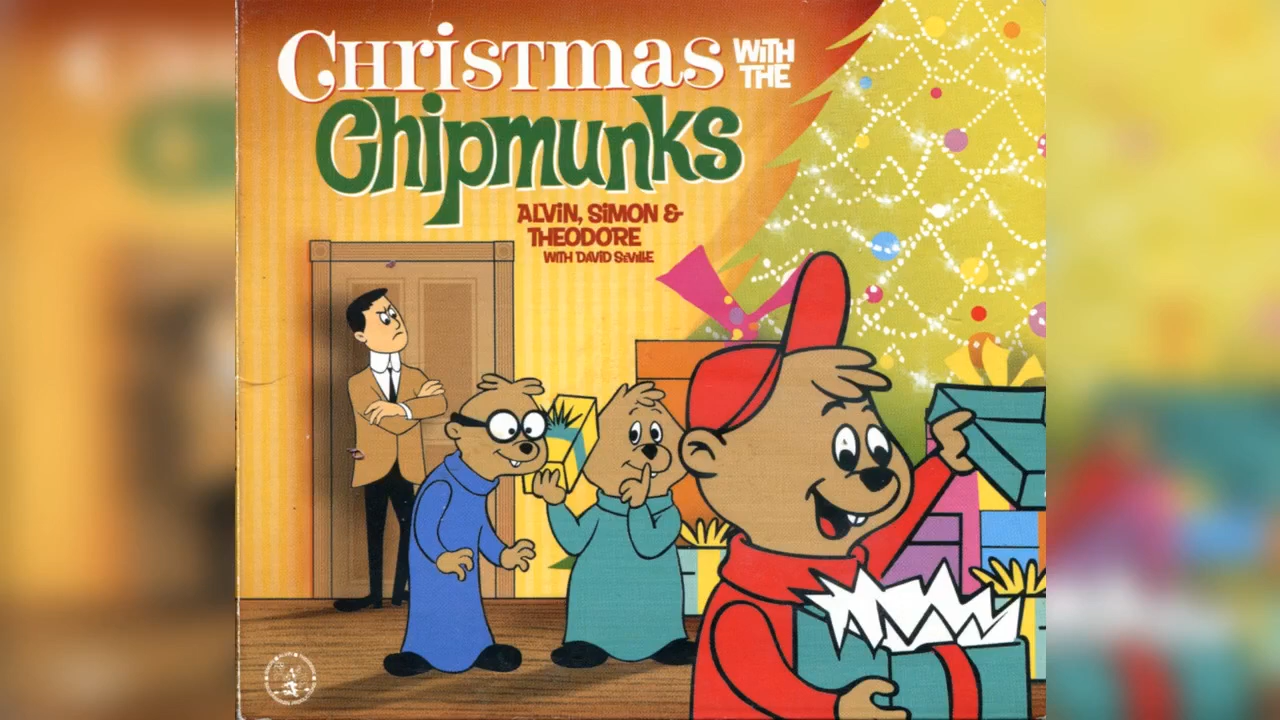 Christmas WiTH
THE
Chipmunks
ALViN, SiMON &
THEODORE
WITH DAVID SEVILLE